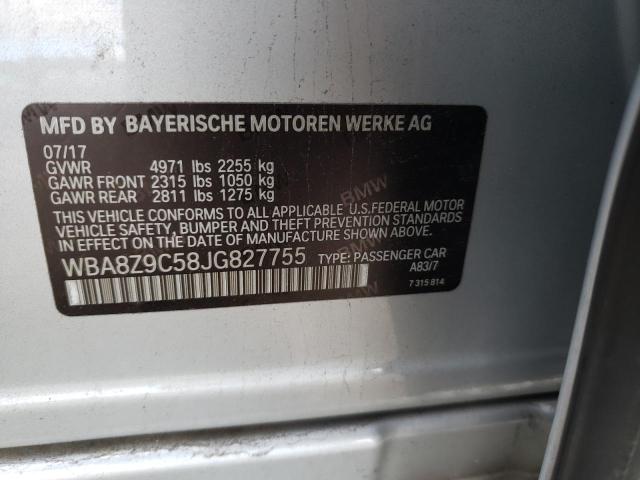 MFD BY BAYERISCHE MOTOREN WERKE AG
07/17
GVWR 4971 lbs 2255 kg
GAWR FRONT 2315 lbs 1050 kg
GAWR REAR 2811 lbs 1275 kg
THIS VEHICLE CONFORMS TO ALL APPLICABLE U.S.FEDERAL MOTOR
VEHICLE SAFETY, BUMPER AND THEFT PREVENTION STANDARDS
IN EFFECT ON THE DATE OF MANUFACTURE SHOWN ABOVE.
WBA8Z9C58JG827755 TYPE: PASSENGER CAR
A83/7
7 315 814
BMW